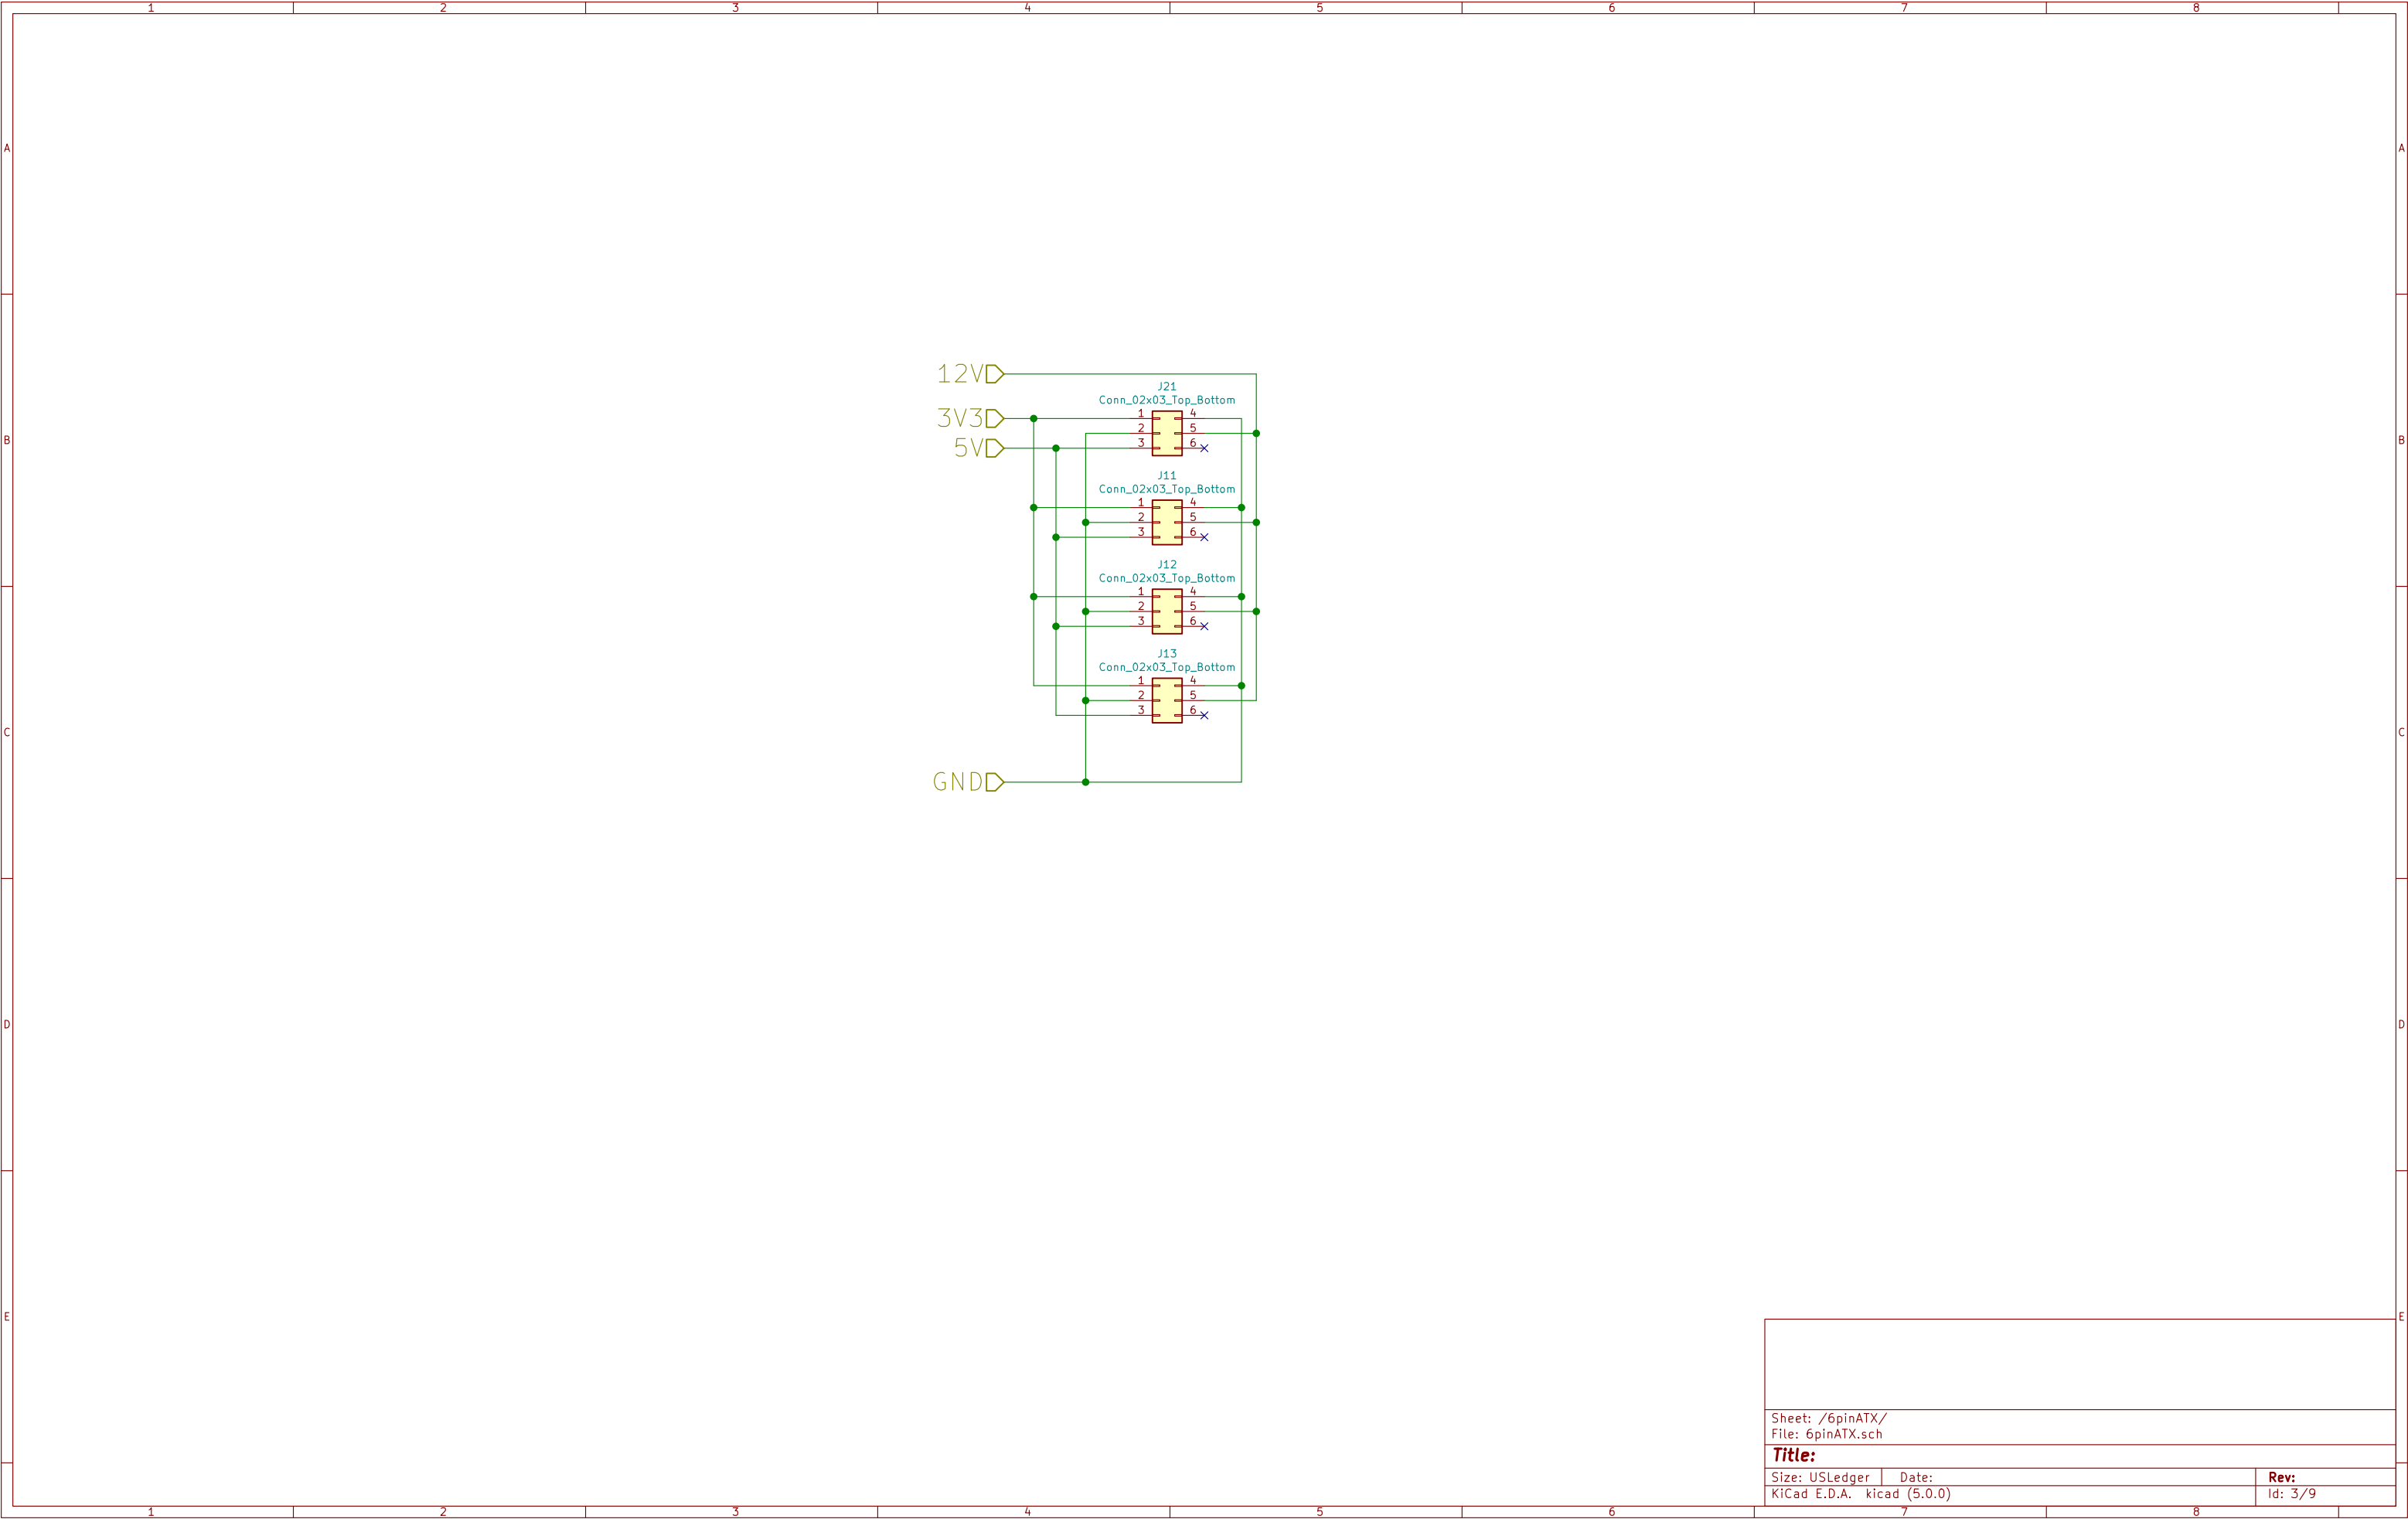 1 2 3 4 5 6 7 8
A A
12V
J21
Conn_02x03_Top_Bottom
3V3 1 4
B 2 5 B
5V 3 6
J11
Conn_02x03_Top_Bottom
1 4
2 5
3 6
J12
Conn_02x03_Top_Bottom
1 4
2 5
3 6
J13
Conn_02x03_Top_Bottom
1 4
2 5
3 6
C C
GND
D D
E E
Sheet: /6pinATX/
File: 6pinATX.sch
Title:
Size: USLedger Date: Rev:
KiCad E.D.A. kicad (5.0.0) Id: 3/9
1 2 3 4 5 6 7 8